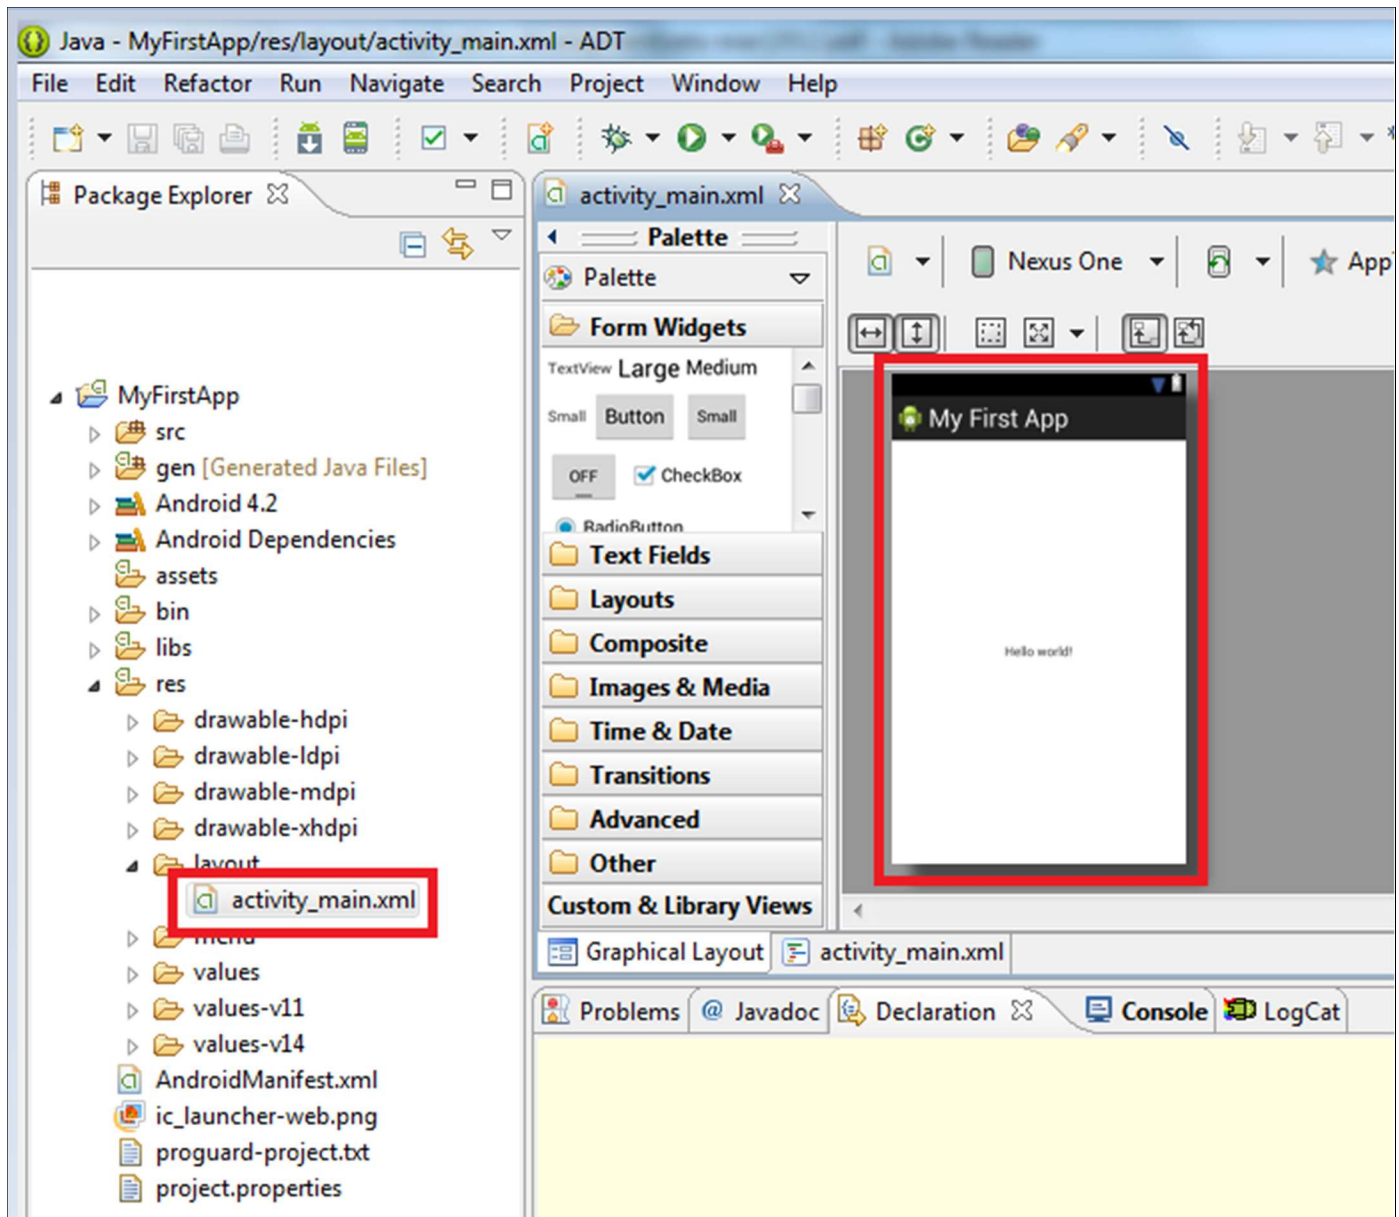 Java - MyFirstApp/res/layout/activity_main.xml - ADT
File Edit Refactor Run Navigate Search Project Window Help
Package Explorer
MyFirstApp
src
gen [Generated Java Files]
Android 4.2
Android Dependencies
assets
bin
libs
res
drawable-hdpi
drawable-ldpi
drawable-mdpi
drawable-xhdpi
layout
activity_main.xml
menu
values
values-v11
values-v14
AndroidManifest.xml
ic_launcher-web.png
proguard-project.txt
project.properties
activity_main.xml
Palette
Palette
Form Widgets
TextView Large Medium
Small Button Small
OFF CheckBox
RadioButton
Text Fields
Layouts
Composite
Images & Media
Time & Date
Transitions
Advanced
Other
Custom & Library Views
Nexus One App
My First App
Hello world!
Graphical Layout activity_main.xml
Problems @ Javadoc Declaration Console LogCat